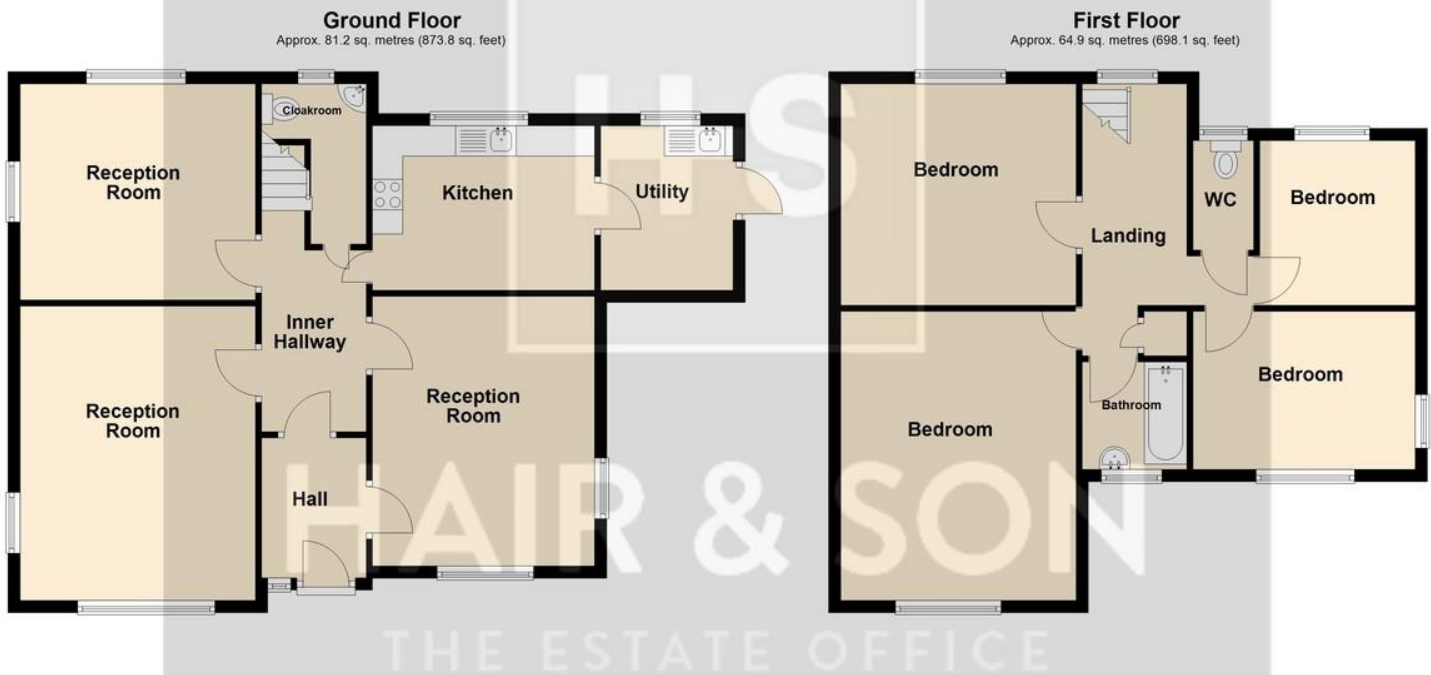 Ground Floor
Approx. 81.2 sq. metres (873.8 sq. feet)
Cloakroom
Reception
Room
Kitchen
Utility
Inner
Hallway
Reception
Room
Reception
Room
Hall
First Floor
Approx. 64.9 sq. metres (698.1 sq. feet)
Bedroom
WC
Bedroom
Landing
Bedroom
Bathroom
Bedroom
HS
HAIR & SON
THE ESTATE OFFICE